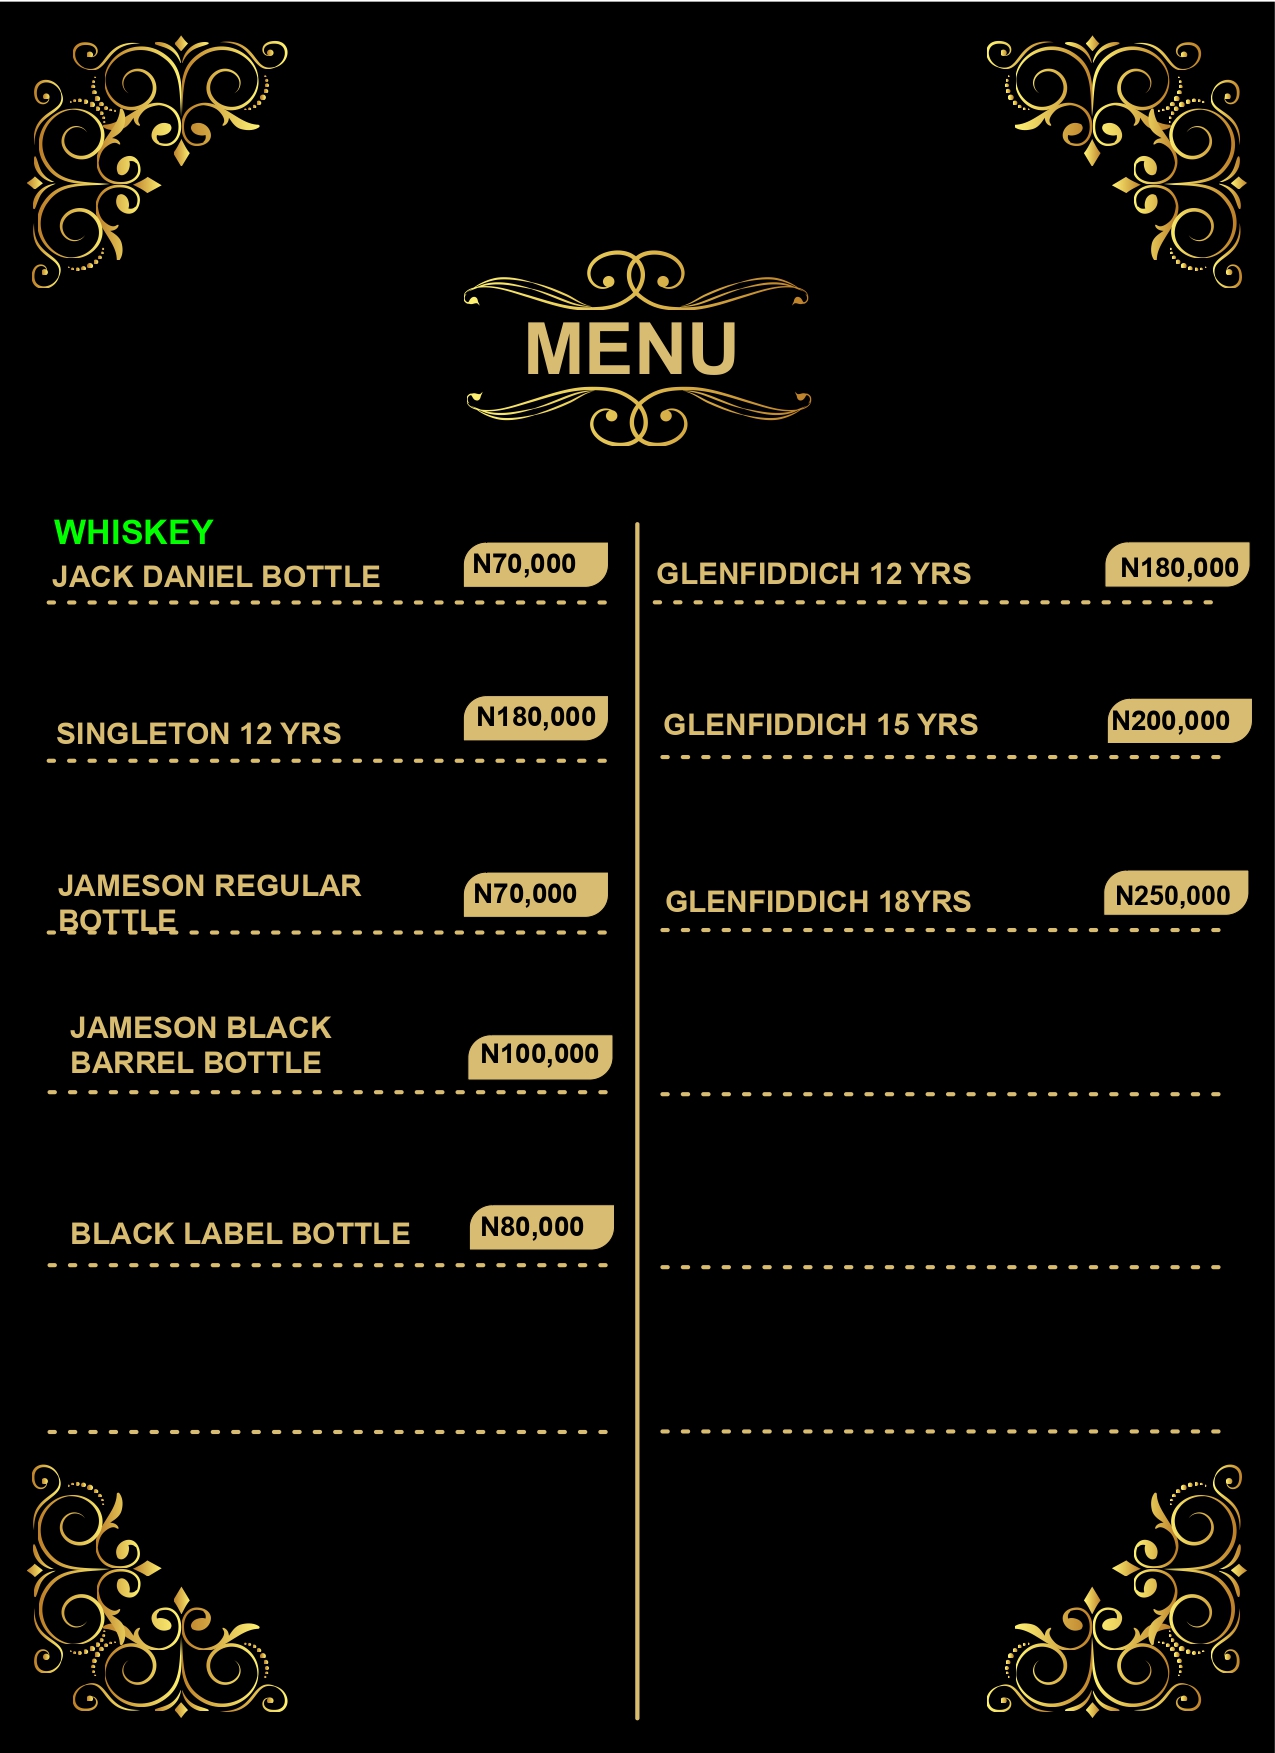 MENU
WHISKEY
JACK DANIEL BOTTLE N70,000
SINGLETON 12 YRS N180,000
JAMESON REGULAR
BOTTLE N70,000
JAMESON BLACK
BARREL BOTTLE N100,000
BLACK LABEL BOTTLE N80,000
GLENFIDDICH 12 YRS N180,000
GLENFIDDICH 15 YRS N200,000
GLENFIDDICH 18YRS N250,000